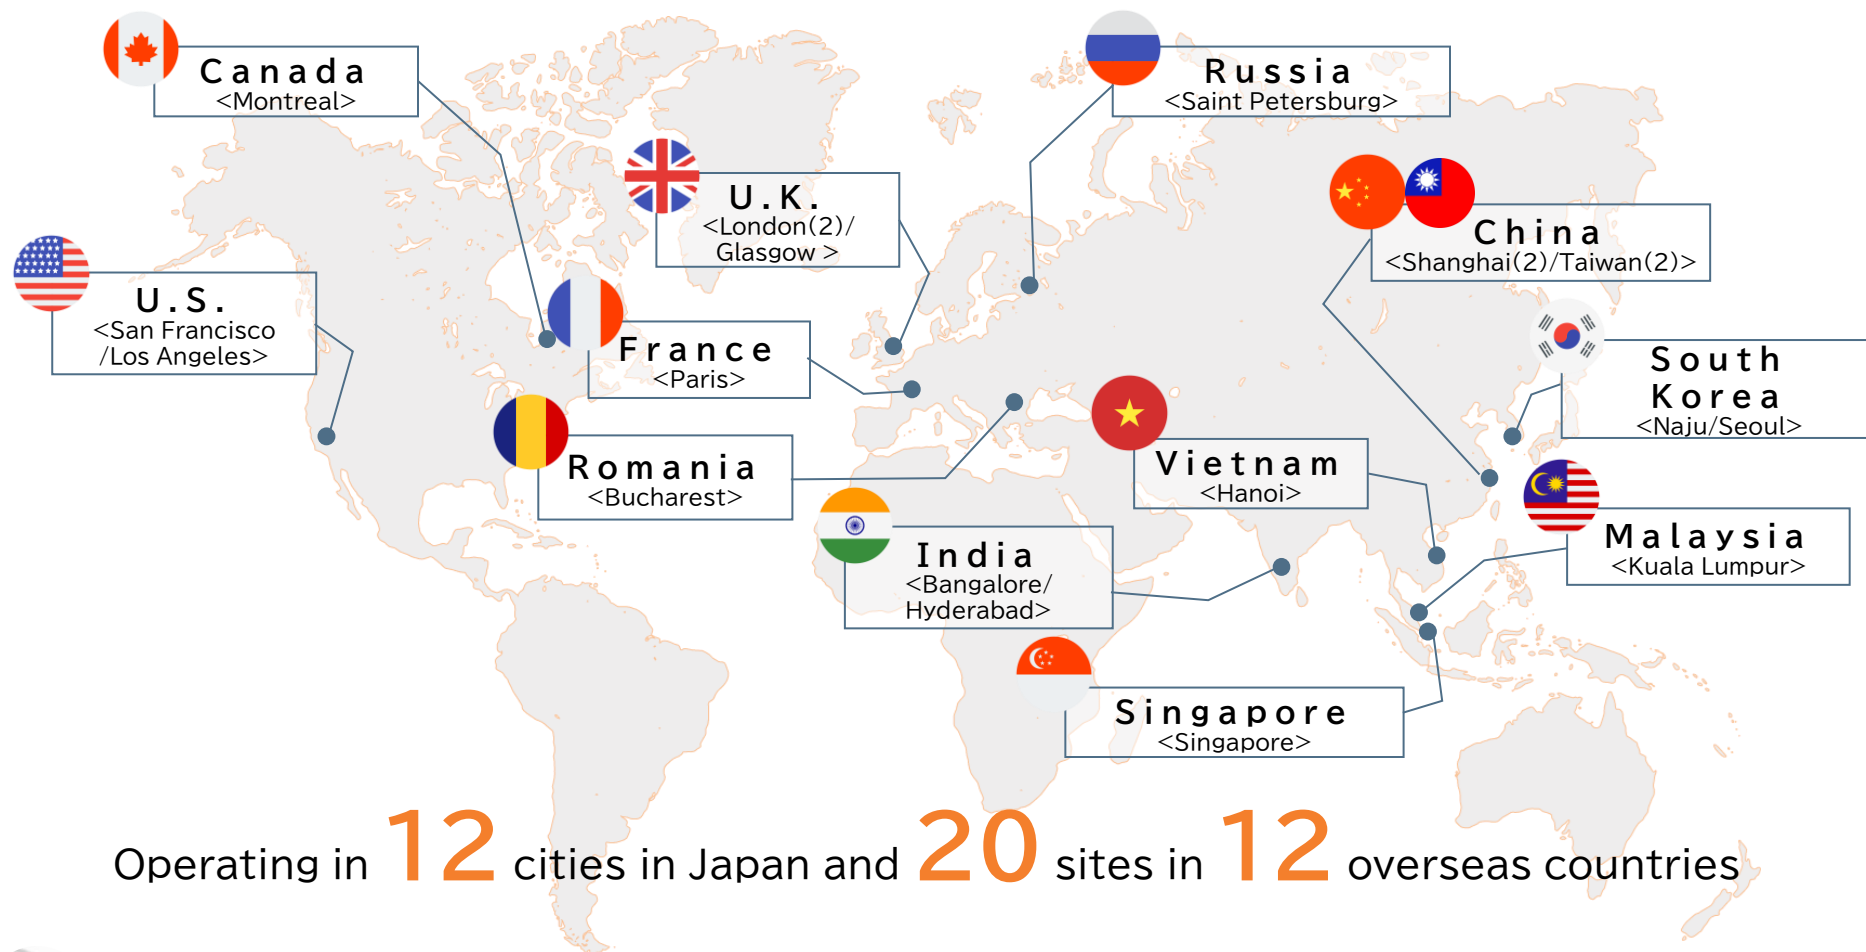 Canada
<Montreal>
Russia
<Saint Petersburg>
U.K.
<London(2)/
Glasgow >
China
<Shanghai(2)/Taiwan(2)>
U.S.
<San Francisco
/Los Angeles>
France
<Paris>
South
Korea
<Naju/Seoul>
Romania
<Bucharest>
Vietnam
<Hanoi>
India
<Bangalore/
Hyderabad>
Malaysia
<Kuala Lumpur>
Singapore
<Singapore>
Operating in 12 cities in Japan and 20 sites in 12 overseas countries